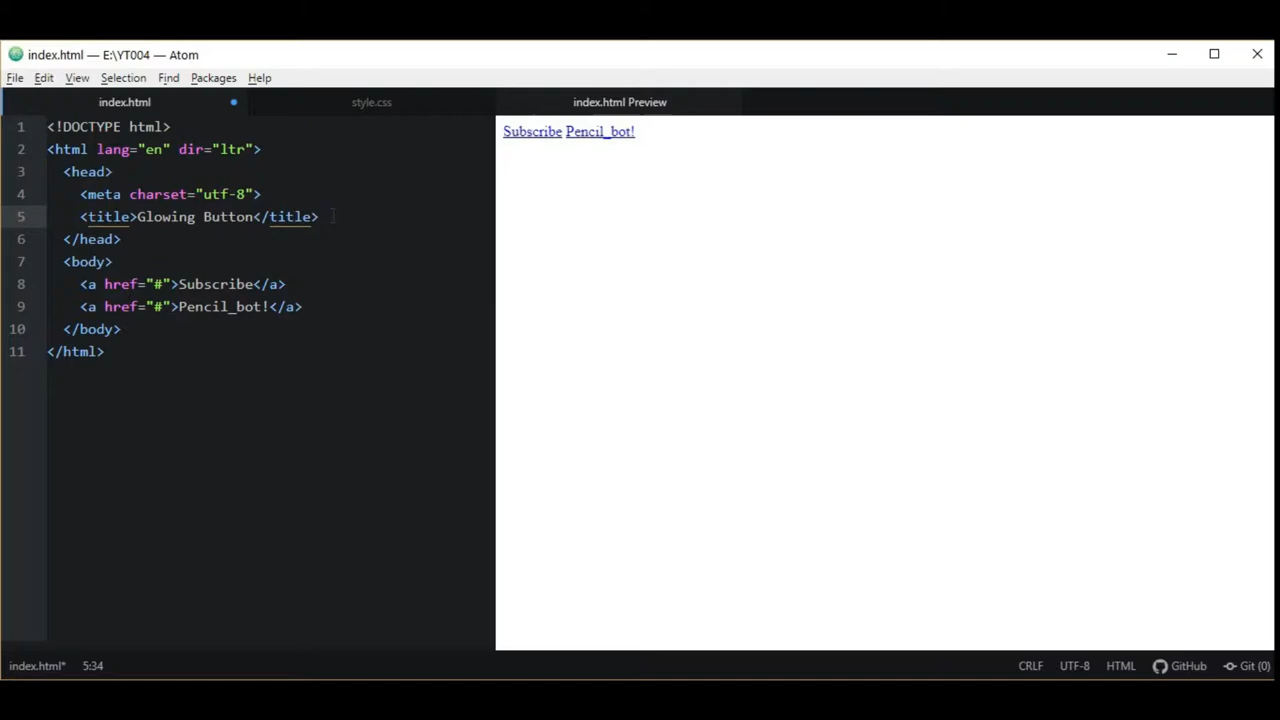 index.html — E:\YT004 — Atom
File Edit View Selection Find Packages Help
index.html style.css index.html Preview
1 <!DOCTYPE html>
2 <html lang="en" dir="ltr">
3 <head>
4 <meta charset="utf-8">
5 <title>Glowing Button</title>
6 </head>
7 <body>
8 <a href="#">Subscribe</a>
9 <a href="#">Pencil_bot!</a>
10 </body>
11 </html>
Subscribe Pencil_bot!
index.html* 5:34 CRLF UTF-8 HTML GitHub Git (0)